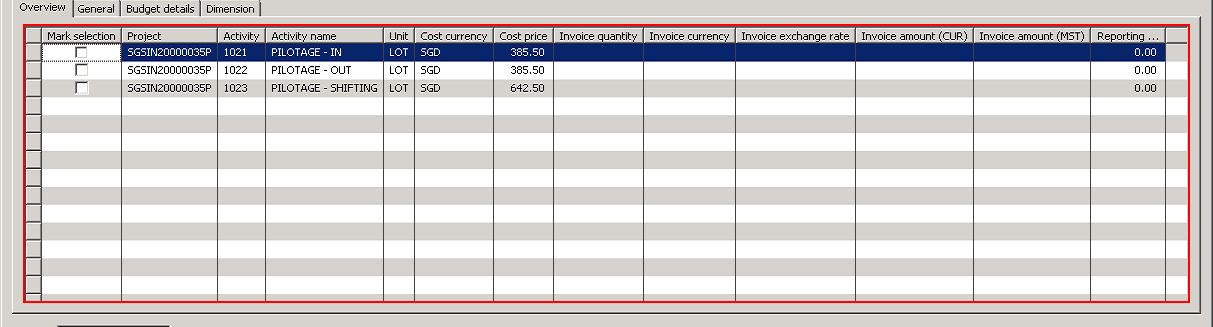 Overview General Budget details Dimension
Mark selection Project Activity Activity name Unit Cost currency Cost price Invoice quantity Invoice currency Invoice exchange rate Invoice amount (CUR) Invoice amount (MST) Reporting ...
SGSIN20000035P 1021 PILOTAGE - IN LOT SGD 385.50 0.00
SGSIN20000035P 1022 PILOTAGE - OUT LOT SGD 385.50 0.00
SGSIN20000035P 1023 PILOTAGE - SHIFTING LOT SGD 642.50 0.00